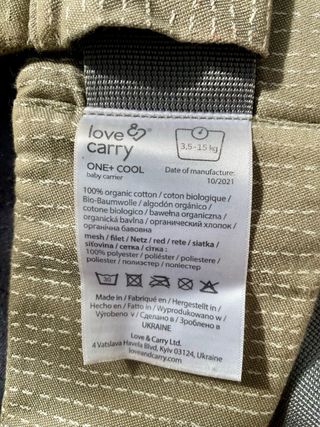 love & carry
3,5-15 kg
ONE+ COOL
baby carrier
Date of manufacture:
10/2021
100% organic cotton / coton biologique /
Bio-Baumwolle / algodón orgánico /
cotone biologico / bawełna organiczna /
organická bavlna / органический хлопок /
органічна бавовна
mesh / filet / Netz / red / rete / siatka /
síťovina / сетка / сітка :
100% polyester / poliéster / poliestere /
poliester / полиэстер / поліестер
30
Made in / Fabriqué en / Hergestellt in /
Hecho en / Fatto in / Wyprodukowano w /
Vyrobeno v / Сделано в / Зроблено в
UKRAINE
Love & Carry Ltd.
4 Vatslava Havela Blvd, Kyiv 03124, Ukraine
loveandcarry.com